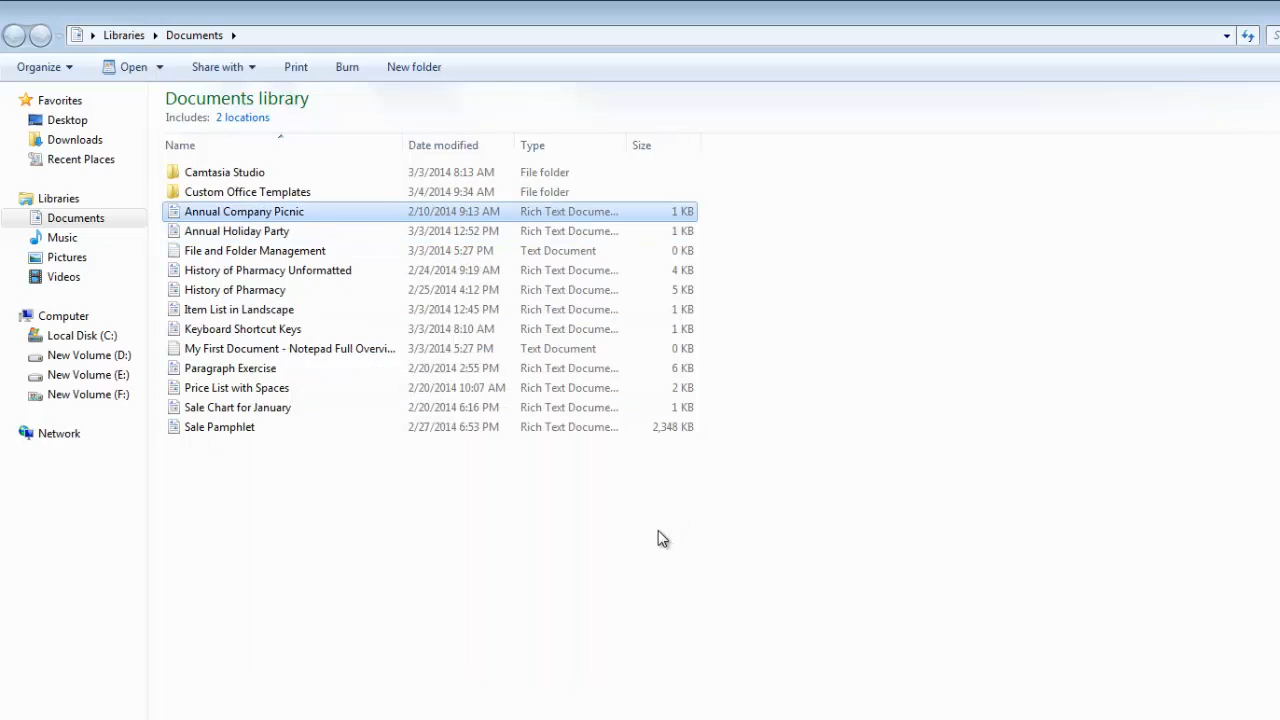 Libraries Documents
Organize Open Share with Print Burn New folder
Favorites
Desktop
Downloads
Recent Places
Libraries
Documents
Music
Pictures
Videos
Computer
Local Disk (C:)
New Volume (D:)
New Volume (E:)
New Volume (F:)
Network
Documents library
Includes: 2 locations
Name Date modified Type Size
Camtasia Studio 3/3/2014 8:13 AM File folder
Custom Office Templates 3/4/2014 9:34 AM File folder
Annual Company Picnic 2/10/2014 9:13 AM Rich Text Docume... 1 KB
Annual Holiday Party 3/3/2014 12:52 PM Rich Text Docume... 1 KB
File and Folder Management 3/3/2014 5:27 PM Text Document 0 KB
History of Pharmacy Unformatted 2/24/2014 9:19 AM Rich Text Docume... 4 KB
History of Pharmacy 2/25/2014 4:12 PM Rich Text Docume... 5 KB
Item List in Landscape 3/3/2014 12:45 PM Rich Text Docume... 1 KB
Keyboard Shortcut Keys 3/3/2014 8:10 AM Rich Text Docume... 1 KB
My First Document - Notepad Full Overvi... 3/3/2014 5:27 PM Text Document 0 KB
Paragraph Exercise 2/20/2014 2:55 PM Rich Text Docume... 6 KB
Price List with Spaces 2/20/2014 10:07 AM Rich Text Docume... 2 KB
Sale Chart for January 2/20/2014 6:16 PM Rich Text Docume... 1 KB
Sale Pamphlet 2/27/2014 6:53 PM Rich Text Docume... 2,348 KB